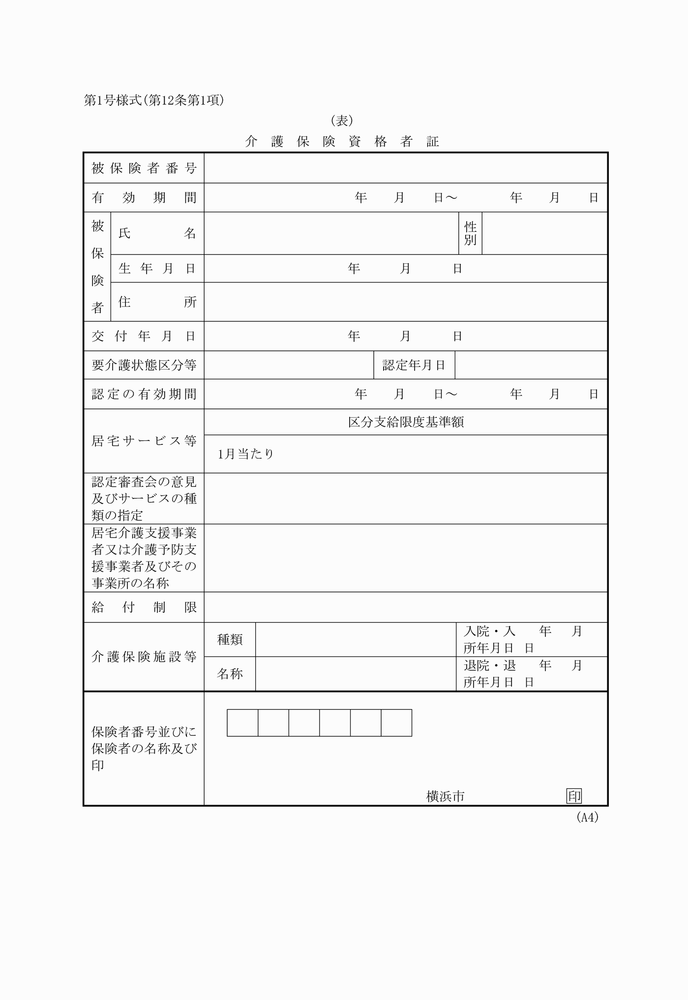 第1号様式(第12条第1項)
(表)
介護保険資格者証
被保険者番号
有効期間 年 月 日〜 年 月 日
被保険者
氏名
性別
生年月日 年 月 日
住所
交付年月日 年 月 日
要介護状態区分等 認定年月日
認定の有効期間 年 月 日〜 年 月 日
居宅サービス等
区分支給限度基準額
1月当たり
認定審査会の意見
及びサービスの種
類の指定
居宅介護支援事業
者又は介護予防支
援事業者及びその
事業所の名称
給付制限
介護保険施設等
種類
入院・入 年 月
所年月日 日
名称
退院・退 年 月
所年月日 日
保険者番号並びに
保険者の名称及び
印
横浜市 印
(A4)